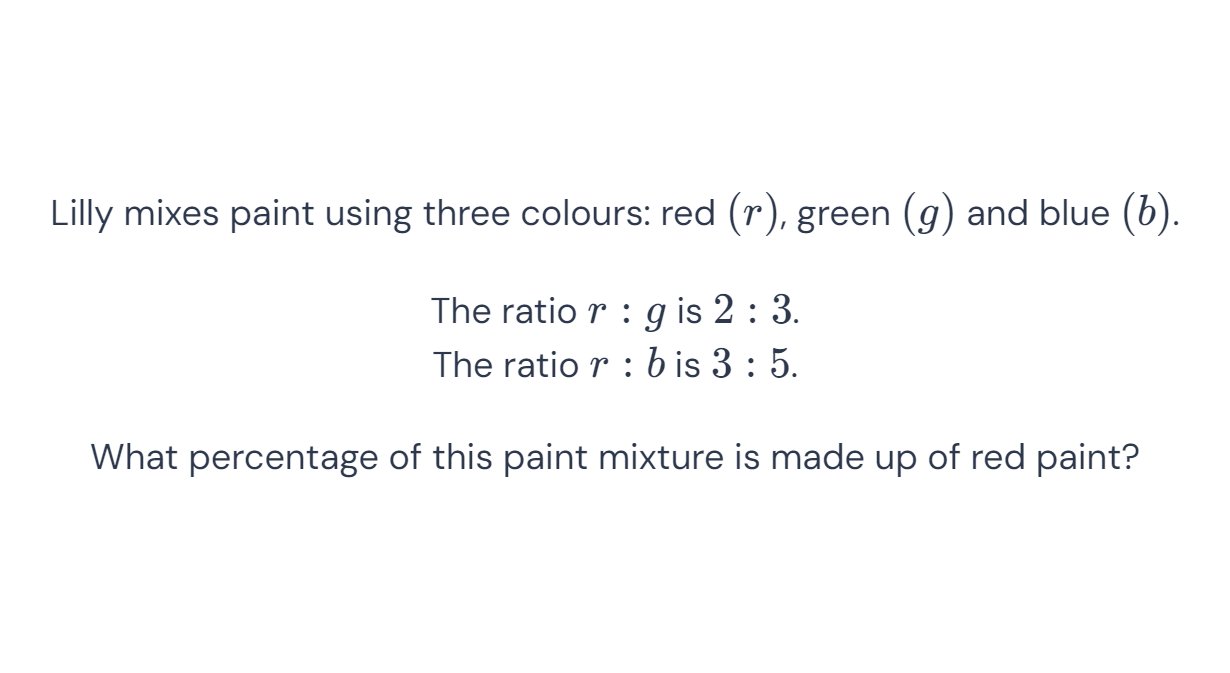 Lilly mixes paint using three colours: red (r), green (g) and blue (b).
The ratio r : g is 2 : 3.
The ratio r : b is 3 : 5.
What percentage of this paint mixture is made up of red paint?